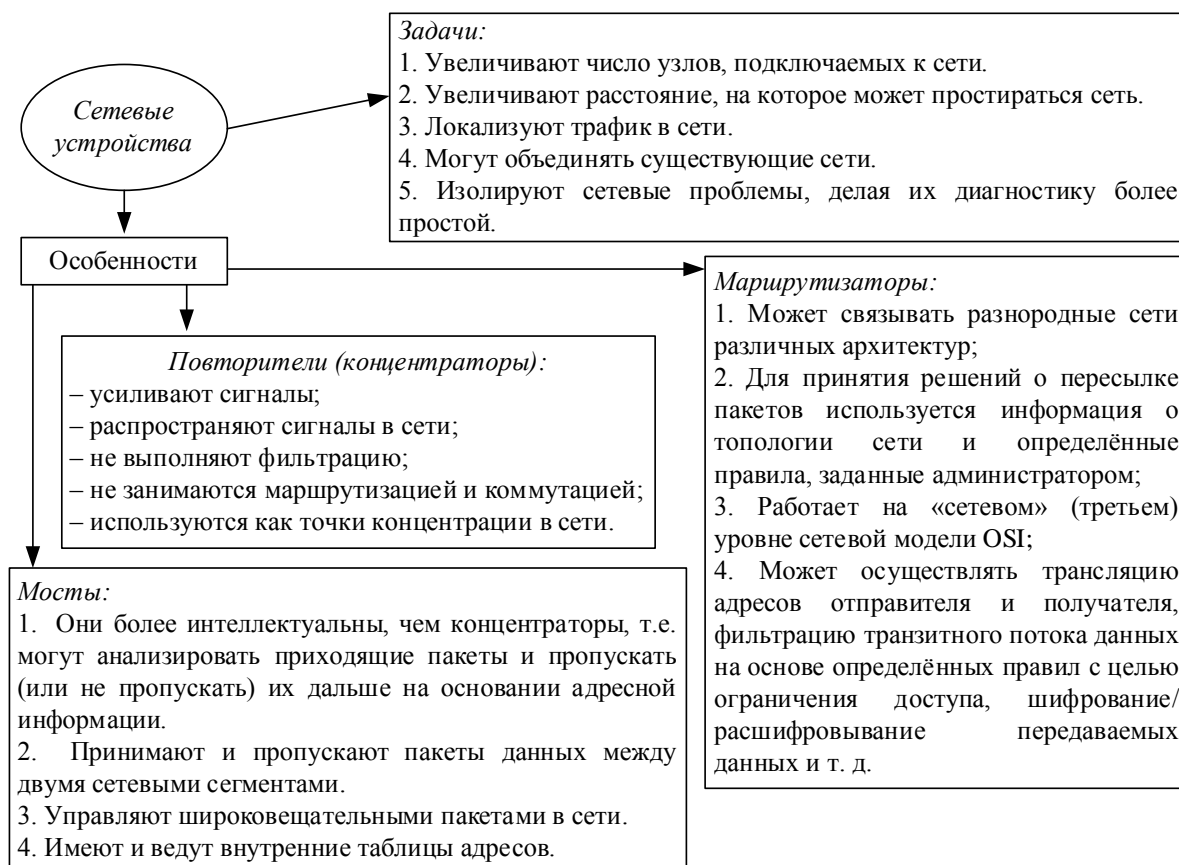 Сетевые
устройства
Задачи:
1. Увеличивают число узлов, подключаемых к сети.
2. Увеличивают расстояние, на которое может простираться сеть.
3. Локализуют трафик в сети.
4. Могут объединять существующие сети.
5. Изолируют сетевые проблемы, делая их диагностику более
простой.
Особенности
Повторители (концентраторы):
– усиливают сигналы;
– распространяют сигналы в сети;
– не выполняют фильтрацию;
– не занимаются маршрутизацией и коммутацией;
– используются как точки концентрации в сети.
Маршрутизаторы:
1. Может связывать разнородные сети
различных архитектур;
2. Для принятия решений о пересылке
пакетов используется информация о
топологии сети и определённые
правила, заданные администратором;
3. Работает на «сетевом» (третьем)
уровне сетевой модели OSI;
4. Может осуществлять трансляцию
адресов отправителя и получателя,
фильтрацию транзитного потока данных
на основе определённых правил с целью
ограничения доступа, шифрование/
расшифровывание передаваемых
данных и т. д.
Мосты:
1. Они более интеллектуальны, чем концентраторы, т.е.
могут анализировать приходящие пакеты и пропускать
(или не пропускать) их дальше на основании адресной
информации.
2. Принимают и пропускают пакеты данных между
двумя сетевыми сегментами.
3. Управляют широковещательными пакетами в сети.
4. Имеют и ведут внутренние таблицы адресов.